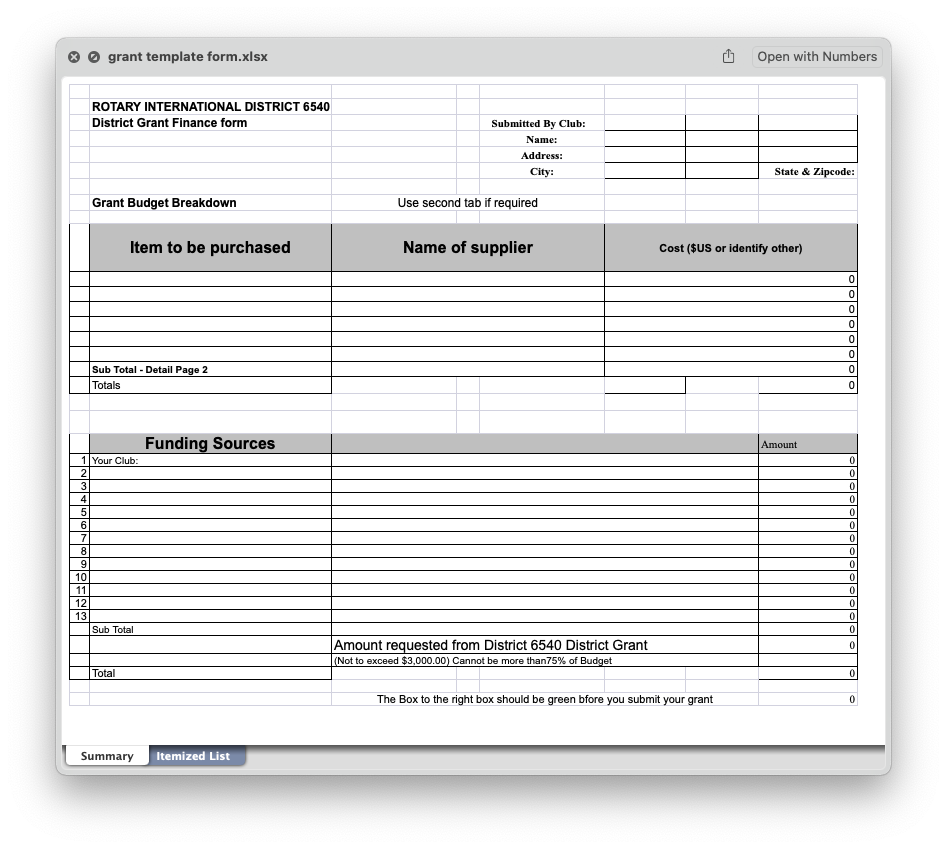 grant template form.xlsx
Open with Numbers
ROTARY INTERNATIONAL DISTRICT 6540
District Grant Finance form
Submitted By Club:
Name:
Address:
City:
State & Zipcode:
Grant Budget Breakdown
Use second tab if required
Item to be purchased
Name of supplier
Cost ($US or identify other)
0
0
0
0
0
0
Sub Total - Detail Page 2 0
Totals 0
Funding Sources
Amount
1 Your Club: 0
2 0
3 0
4 0
5 0
6 0
7 0
8 0
9 0
10 0
11 0
12 0
13 0
Sub Total 0
Amount requested from District 6540 District Grant 0
(Not to exceed $3,000.00) Cannot be more than75% of Budget
Total 0
The Box to the right box should be green bfore you submit your grant 0
Summary
Itemized List